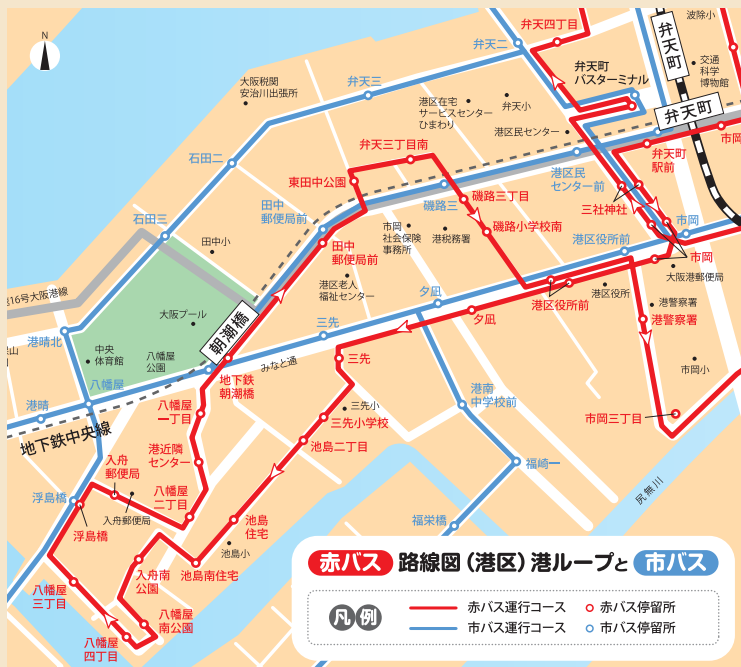 N
弁天四丁目
波除小
弁天二
弁天町
弁天町
バスターミナル
交通
科学
博物館
大阪税関
安治川出張所
弁天三
港区在宅
サービスセンター
ひまわり
弁天小
弁天町
港区民センター
市岡
弁天三丁目南
弁天町
駅前
石田二
東田中公園
港区民
センター前
磯路三丁目
三社神社
田中
郵便局前
磯路三
石田三
市岡
磯路小学校南
市岡
社会保険
事務所
港税務署
港区役所前
田中小
田中
郵便局前
市岡
大阪港郵便局
港区老人
福祉センター
夕凪
港区役所前
港区役所
16号大阪港線
大阪プール
朝潮橋
三先
夕凪
港警察署
港警察署
港晴北
中央
体育館
八幡屋
公園
みなと通
三先
市岡小
八幡屋
地下鉄
朝潮橋
港南
中学校前
港晴
八幡屋
一丁目
三先小
三先小学校
市岡三丁目
地下鉄中央線
港近隣
センター
池島二丁目
入舟
郵便局
福崎一
八幡屋
二丁目
浮島橋
入舟郵便局
池島
住宅
尻無川
福栄橋
浮島橋
池島小
入舟南
公園
池島南住宅
八幡屋
三丁目
八幡屋
南公園
八幡屋
四丁目
赤バス 路線図（港区）港ループと 市バス
凡例
赤バス運行コース 赤バス停留所
市バス運行コース 市バス停留所